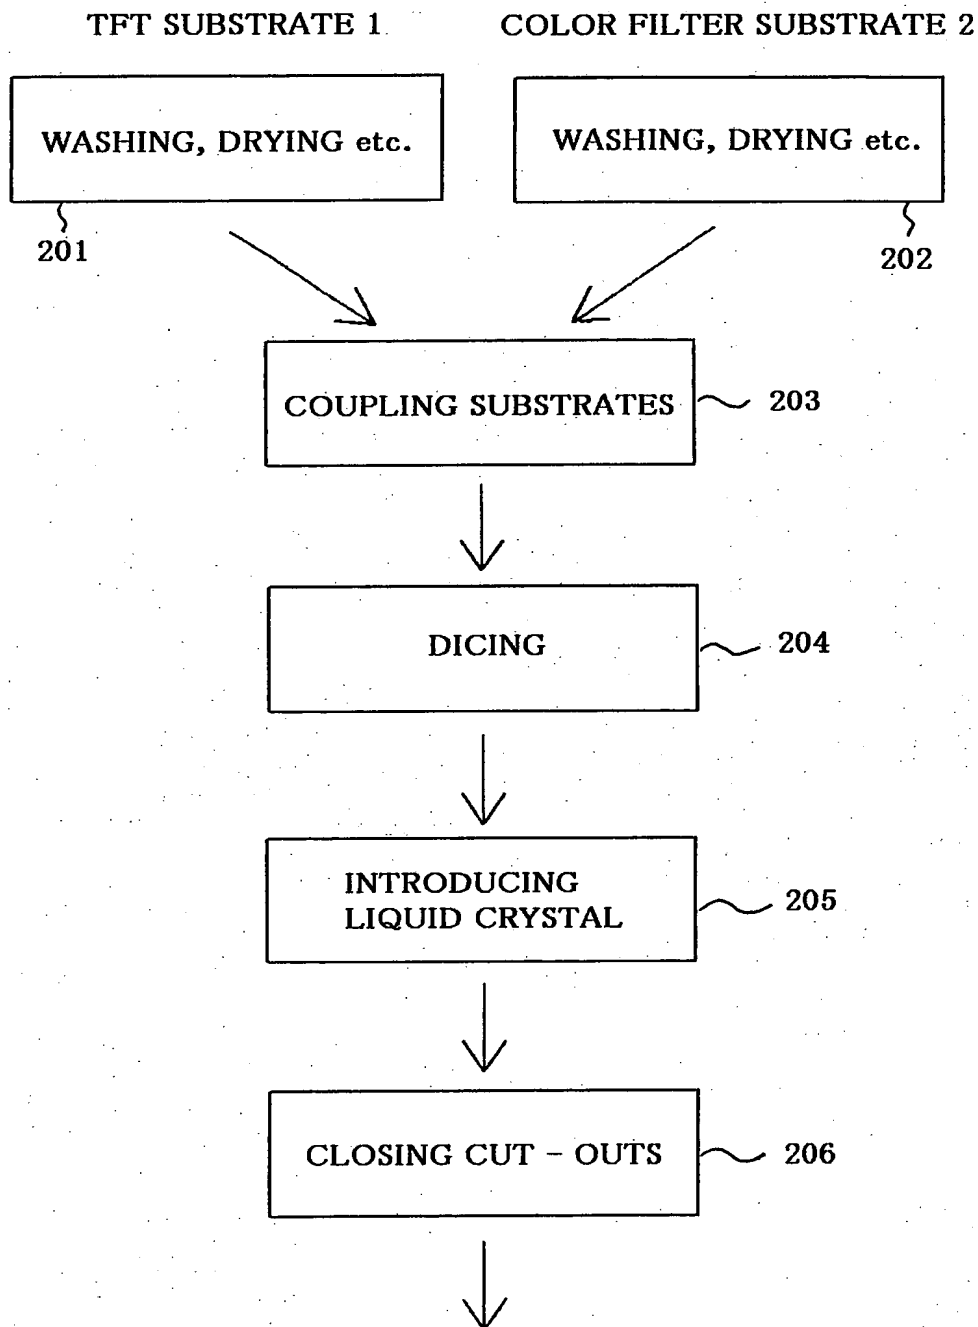 TFT SUBSTRATE 1
COLOR FILTER SUBSTRATE 2
WASHING, DRYING etc.
WASHING, DRYING etc.
201
202
COUPLING SUBSTRATES
203
DICING
204
INTRODUCING
LIQUID CRYSTAL
205
CLOSING CUT – OUTS
206